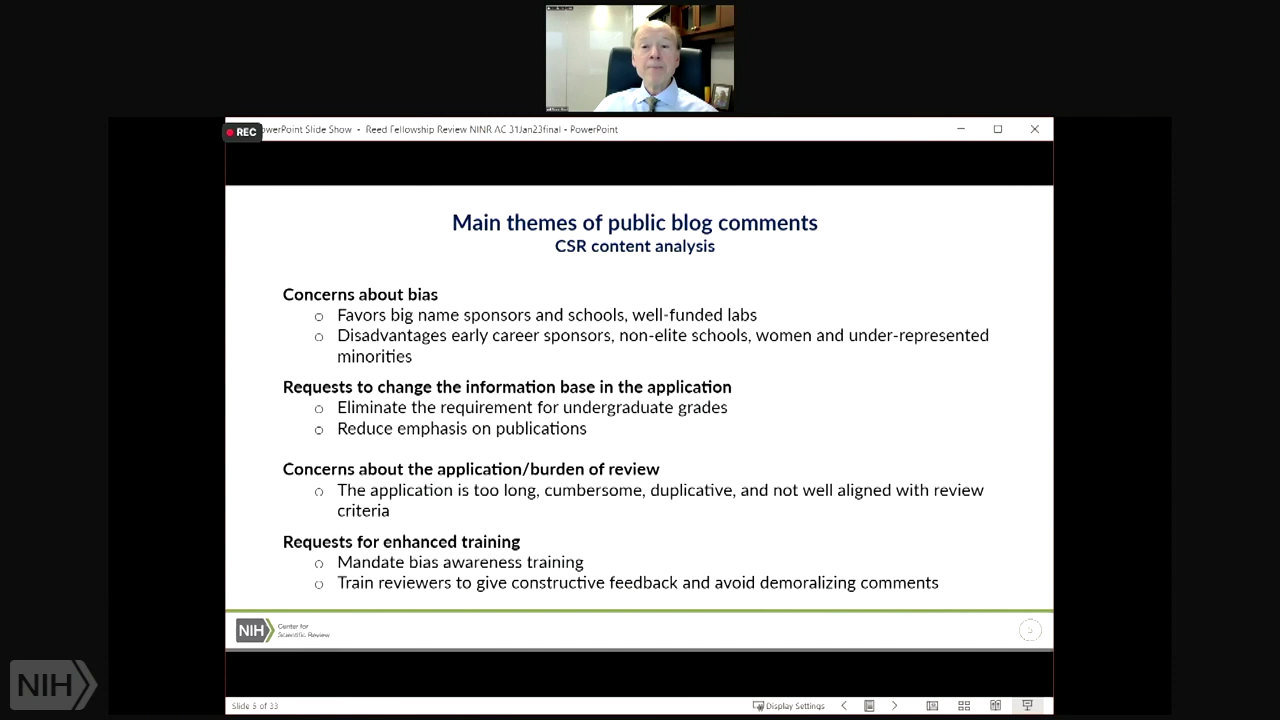 REC
owerPoint Slide Show - Reed Fellowship Review NINR AC 31Jan23final - PowerPoint
Main themes of public blog comments
CSR content analysis
Concerns about bias
○ Favors big name sponsors and schools, well-funded labs
○ Disadvantages early career sponsors, non-elite schools, women and under-represented
minorities
Requests to change the information base in the application
○ Eliminate the requirement for undergraduate grades
○ Reduce emphasis on publications
Concerns about the application/burden of review
○ The application is too long, cumbersome, duplicative, and not well aligned with review
criteria
Requests for enhanced training
○ Mandate bias awareness training
○ Train reviewers to give constructive feedback and avoid demoralizing comments
NIH
Center for
Scientific Review
5
Slide 5 of 33
Display Settings
NIH